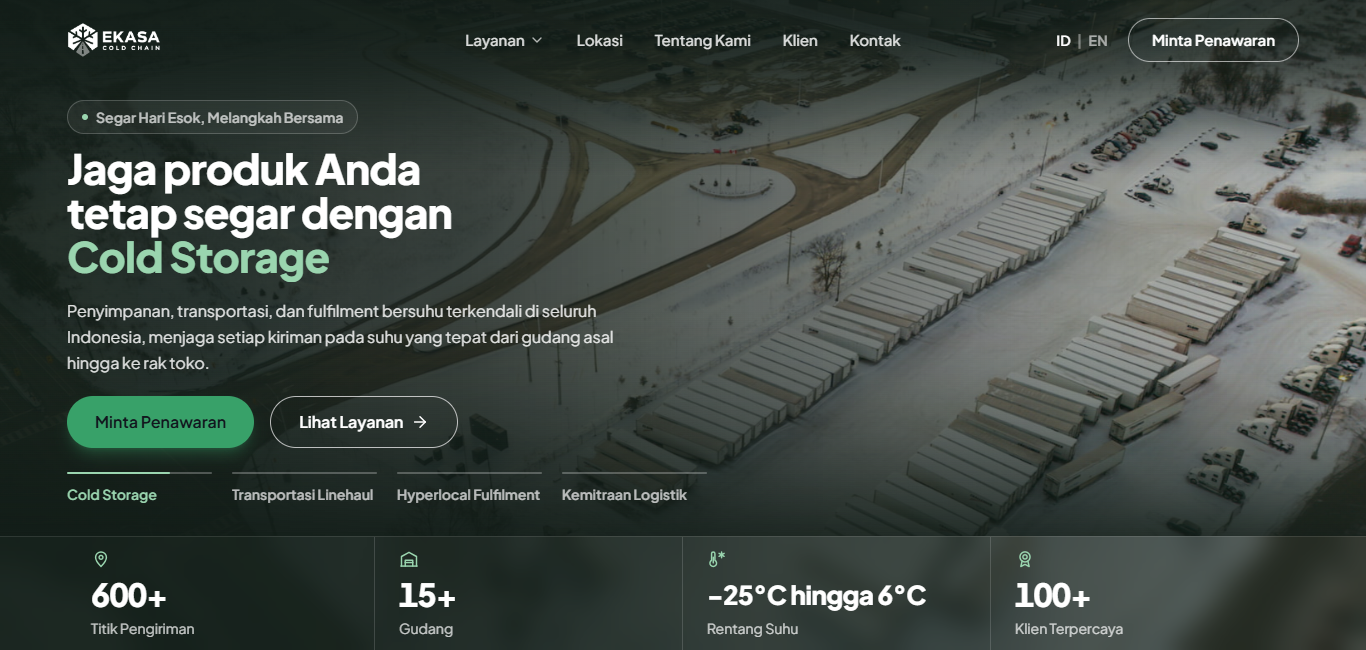 EKASA
COLD CHAIN
Layanan
Lokasi
Tentang Kami
Klien
Kontak
ID | EN
Minta Penawaran
Segar Hari Esok, Melangkah Bersama
Jaga produk Anda
tetap segar dengan
Cold Storage
Penyimpanan, transportasi, dan fulfilment bersuhu terkendali di seluruh
Indonesia, menjaga setiap kiriman pada suhu yang tepat dari gudang asal
hingga ke rak toko.
Minta Penawaran
Lihat Layanan →
Cold Storage
Transportasi Linehaul
Hyperlocal Fulfilment
Kemitraan Logistik
600+
Titik Pengiriman
15+
Gudang
−25°C hingga 6°C
Rentang Suhu
100+
Klien Terpercaya